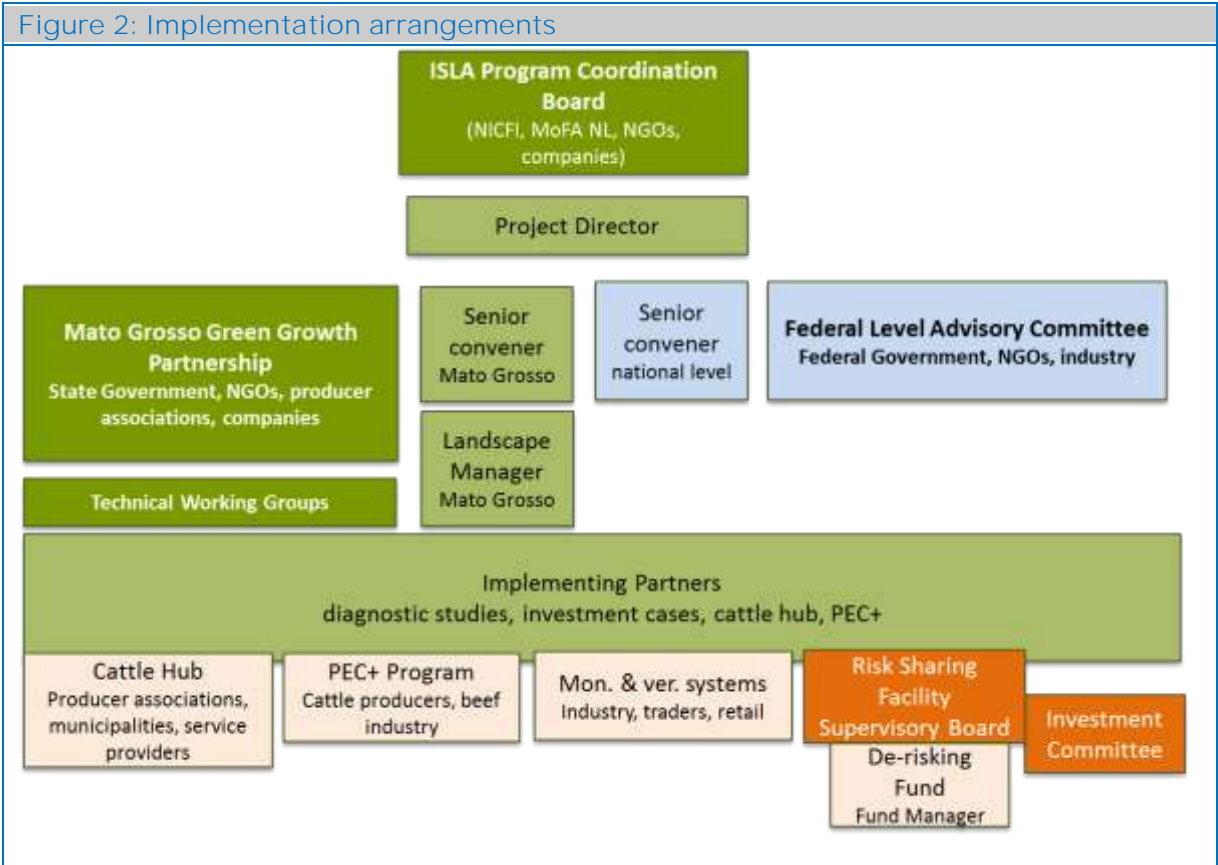 Figure 2: Implementation arrangements
ISLA Program Coordination
Board
(NICFI, MoFA NL, NGOs,
companies)
Project Director
Mato Grosso Green Growth
Partnership
State Government, NGOs, producer
associations, companies
Senior
convener
Mato Grosso
Senior
convener
national level
Federal Level Advisory Committee
Federal Government, NGOs, industry
Landscape
Manager
Mato Grosso
Technical Working Groups
Implementing Partners
diagnostic studies, investment cases, cattle hub, PEC+
Cattle Hub
Producer associations,
municipalities, service
providers
PEC+ Program
Cattle producers, beef
industry
Mon. & ver. systems
Industry, traders, retail
Risk Sharing
Facility
Supervisory Board
Investment
Committee
De-risking
Fund
Fund Manager